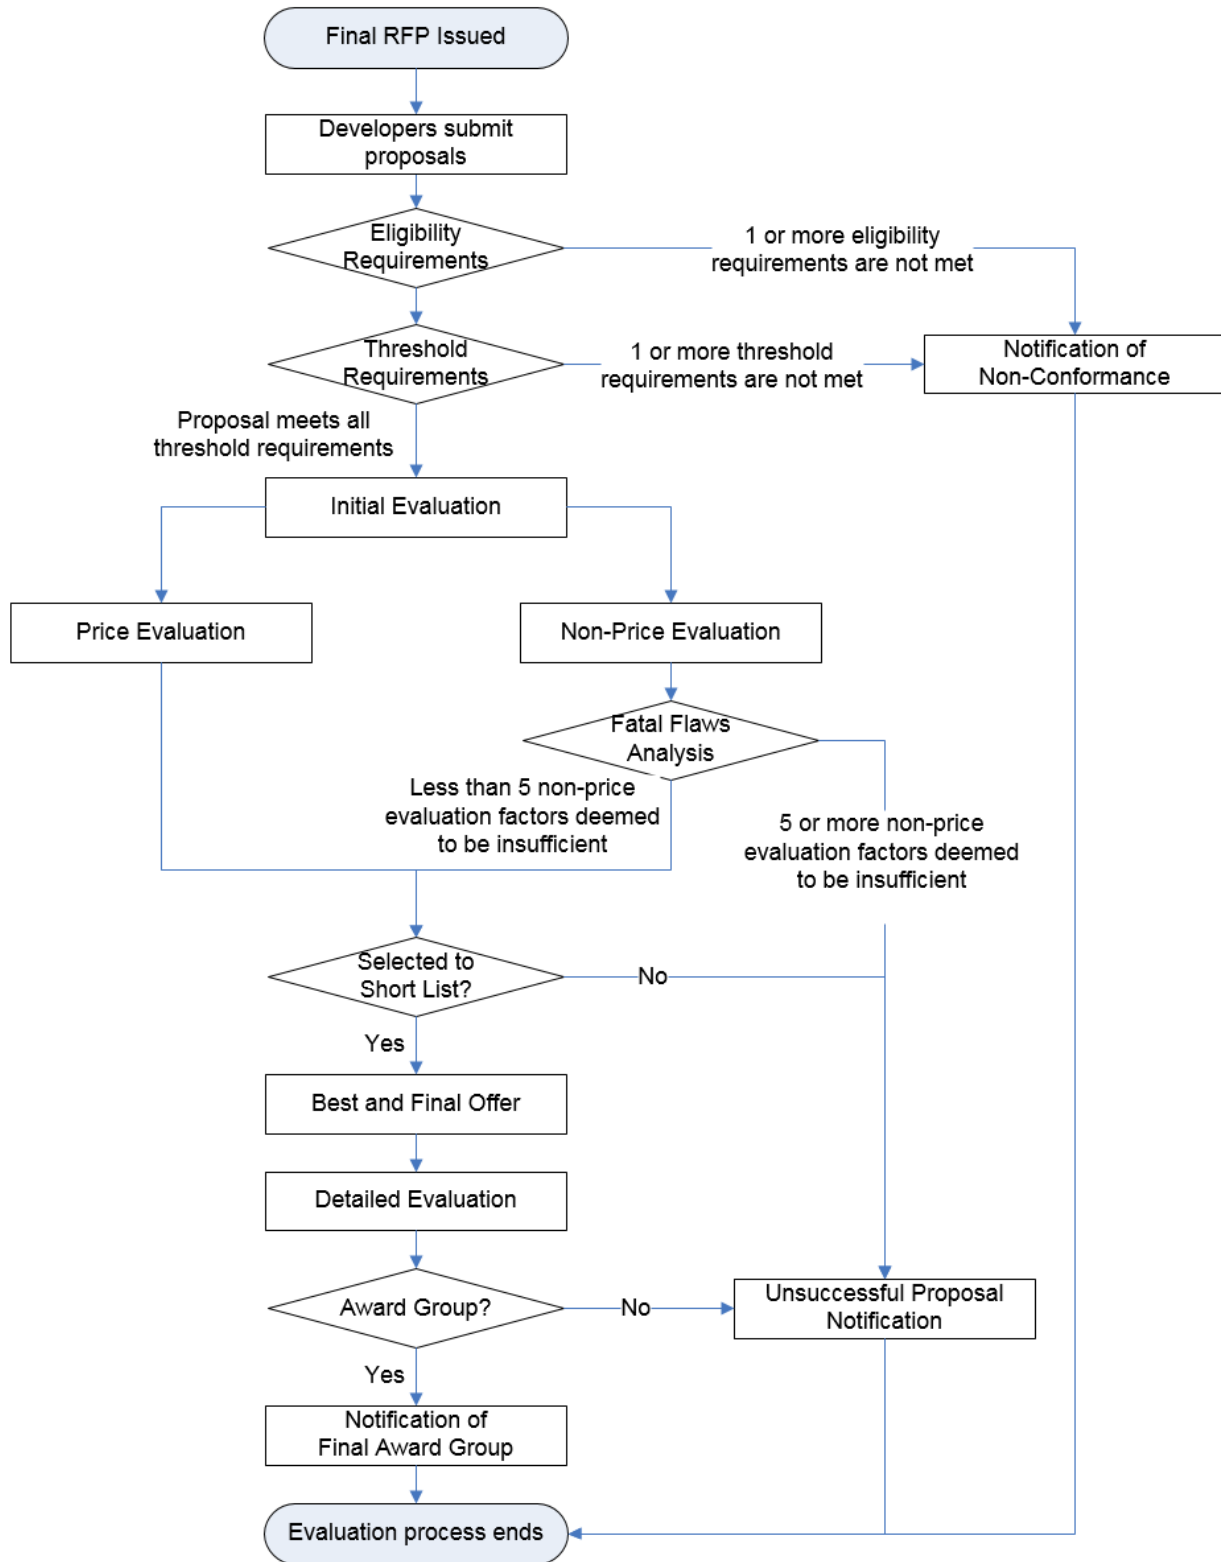 Final RFP Issued
Developers submit
proposals
Eligibility
Requirements
1 or more eligibility
requirements are not met
Threshold
Requirements
1 or more threshold
requirements are not met
Notification of
Non-Conformance
Proposal meets all
threshold requirements
Initial Evaluation
Price Evaluation
Non-Price Evaluation
Fatal Flaws
Analysis
Less than 5 non-price
evaluation factors deemed
to be insufficient
5 or more non-price
evaluation factors deemed
to be insufficient
Selected to
Short List?
No
Yes
Best and Final Offer
Detailed Evaluation
Award Group?
No
Unsuccessful Proposal
Notification
Yes
Notification of
Final Award Group
Evaluation process ends